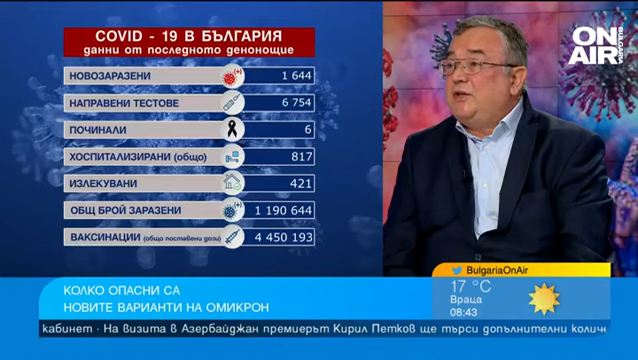 COVID - 19 В БЪЛГАРИЯ
данни от последното денонощие
НОВОЗАРАЗЕНИ 1 644
НАПРАВЕНИ ТЕСТОВЕ 6 754
ПОЧИНАЛИ 6
ХОСПИТАЛИЗИРАНИ (общо) 817
ИЗЛЕКУВАНИ 421
ОБЩ БРОЙ ЗАРАЗЕНИ 1 190 644
ВАКСИНАЦИИ (общо поставени дози) 4 450 193
ON
AIR
BULGARIA
BulgariaOnAir
КОЛКО ОПАСНИ СА
НОВИТЕ ВАРИАНТИ НА ОМИКРОН
17 °C
Враца
08:43
кабинет - На визита в Азербайджан премиерът Кирил Петков ще търси допълнителни колич